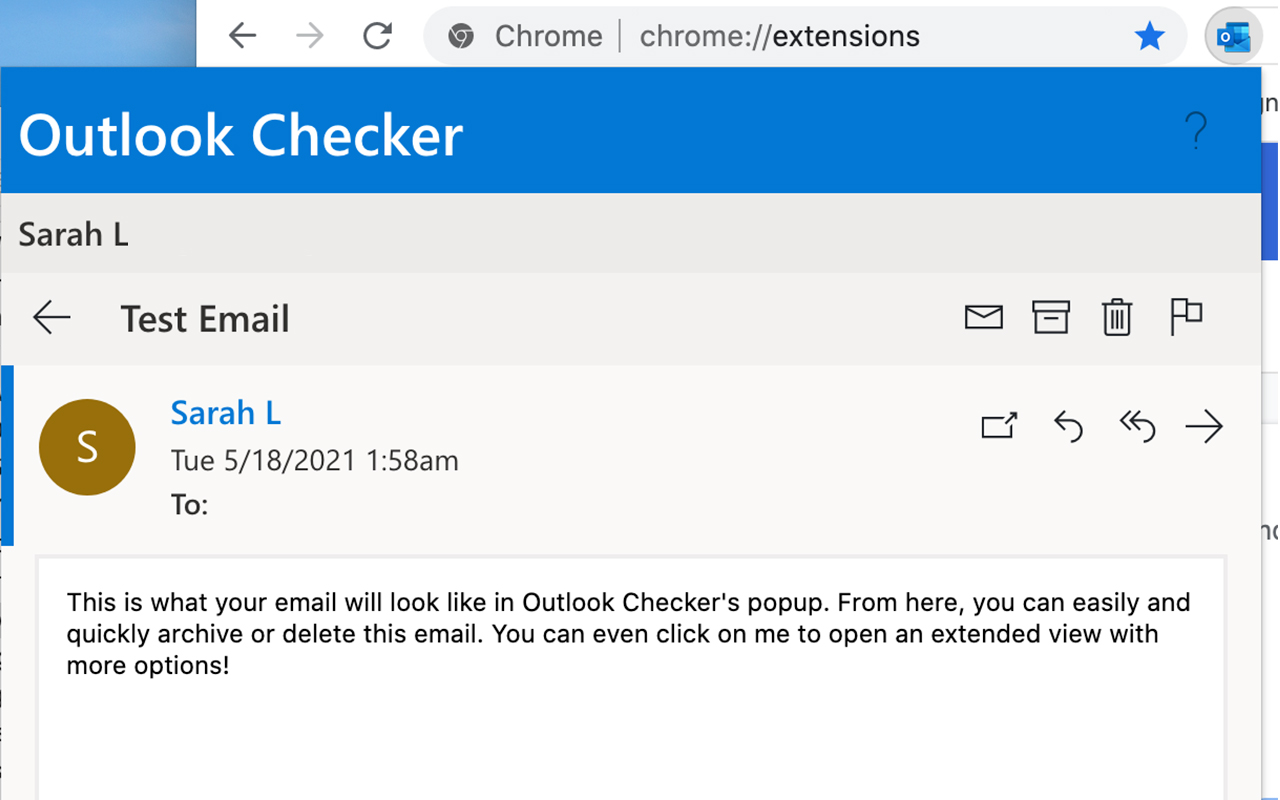 Chrome | chrome://extensions
Outlook Checker ?
Sarah L
Test Email
S
Sarah L
Tue 5/18/2021 1:58am
To:
This is what your email will look like in Outlook Checker's popup. From here, you can easily and
quickly archive or delete this email. You can even click on me to open an extended view with
more options!